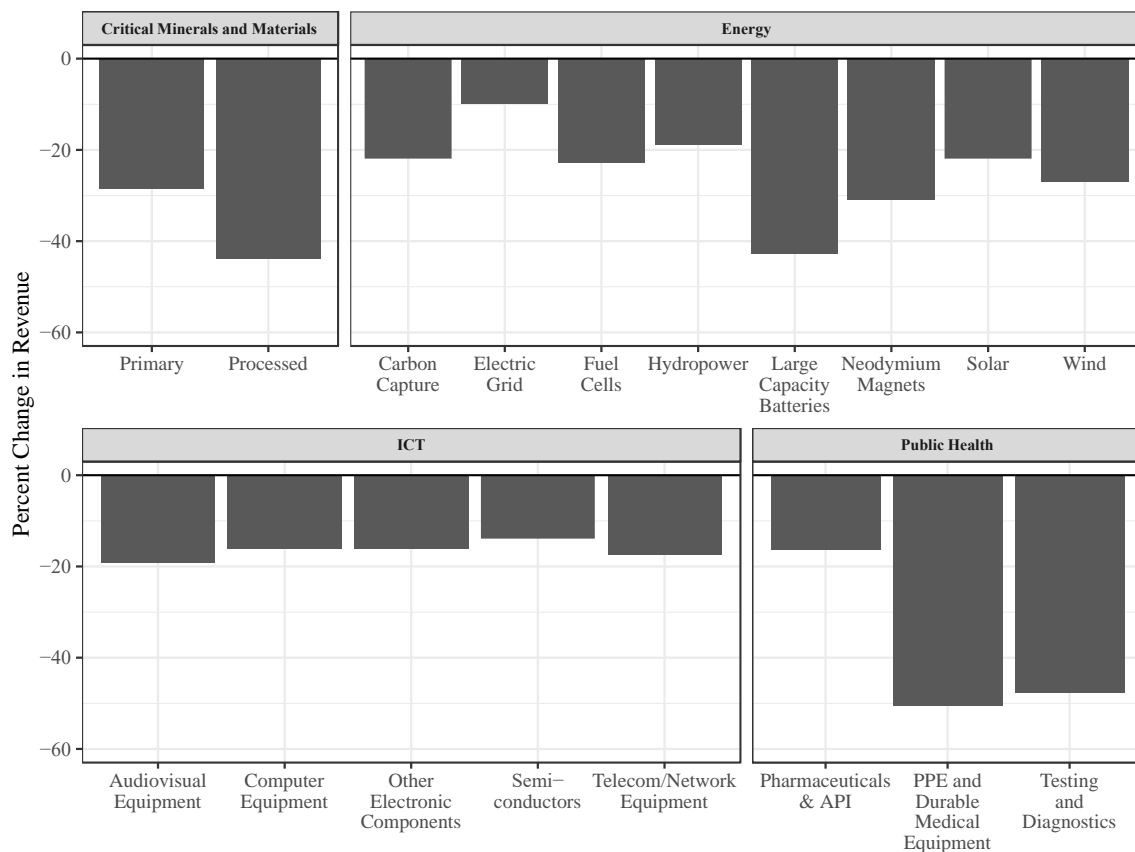 Critical Minerals and Materials
Energy
0
−20
−40
−60
Primary
Processed
Carbon
Capture
Electric
Grid
Fuel
Cells
Hydropower
Large
Capacity
Batteries
Neodymium
Magnets
Solar
Wind
Percent Change in Revenue
ICT
Public Health
0
−20
−40
−60
Audiovisual
Equipment
Computer
Equipment
Other
Electronic
Components
Semi−
conductors
Telecom/Network
Equipment
Pharmaceuticals
& API
PPE and
Durable
Medical
Equipment
Testing
and
Diagnostics